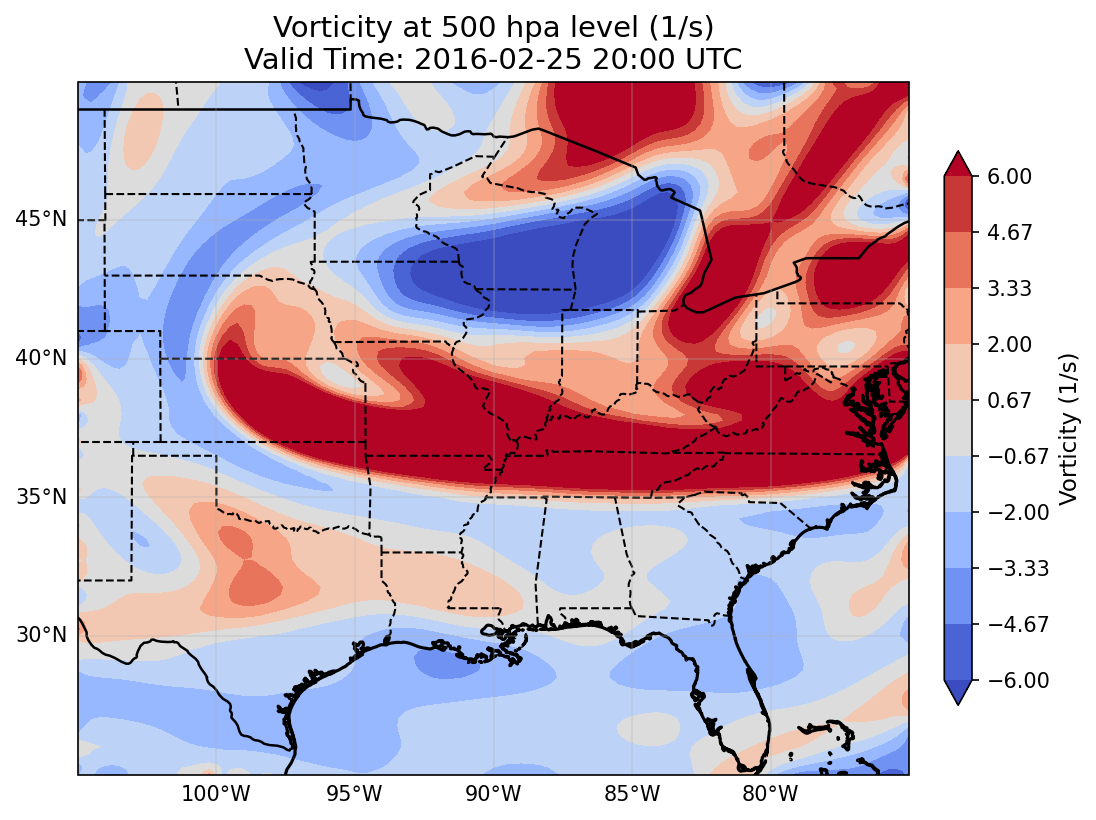 Vorticity at 500 hpa level (1/s)
Valid Time: 2016-02-25 20:00 UTC
45°N
40°N
35°N
30°N
100°W
95°W
90°W
85°W
80°W
6.00
4.67
3.33
2.00
0.67
−0.67
−2.00
−3.33
−4.67
−6.00
Vorticity (1/s)